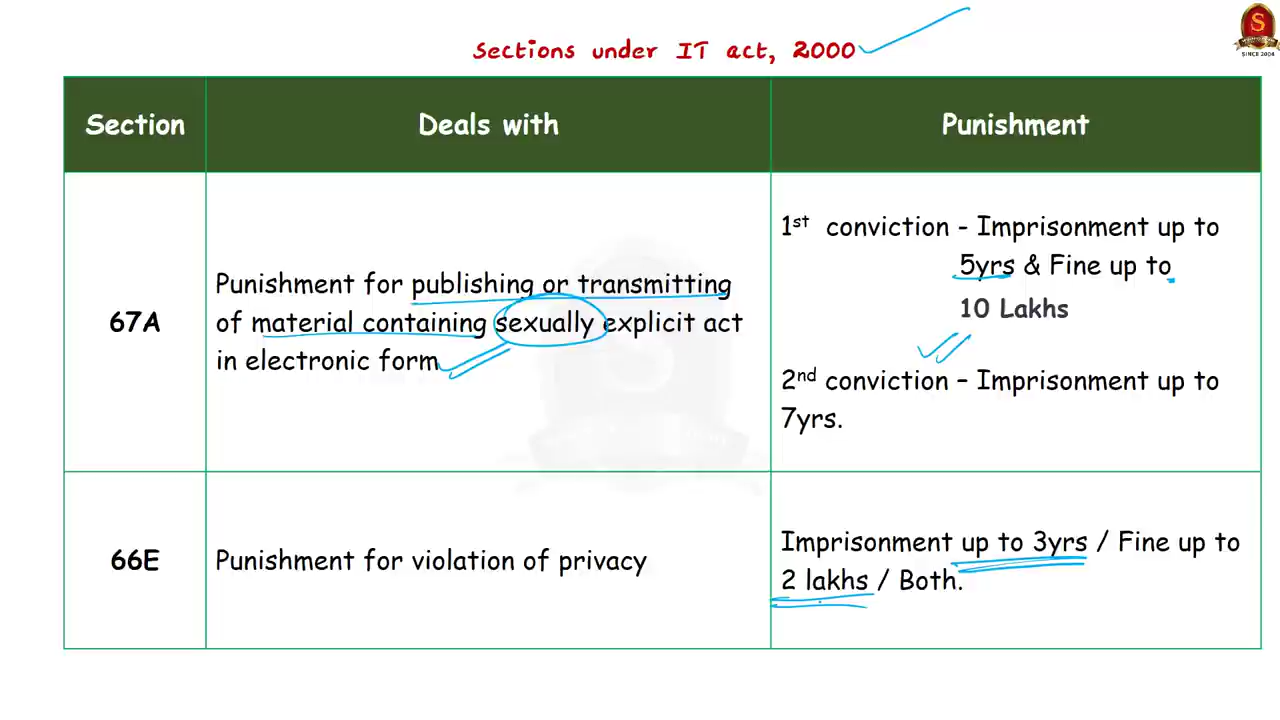 Sections under IT act, 2000
S
SINCE 2004
Section
Deals with
Punishment
67A
Punishment for publishing or transmitting
of material containing sexually explicit act
in electronic form
1st conviction - Imprisonment up to
5yrs & Fine up to
10 Lakhs
2nd conviction – Imprisonment up to
7yrs.
66E
Punishment for violation of privacy
Imprisonment up to 3yrs / Fine up to
2 lakhs / Both.